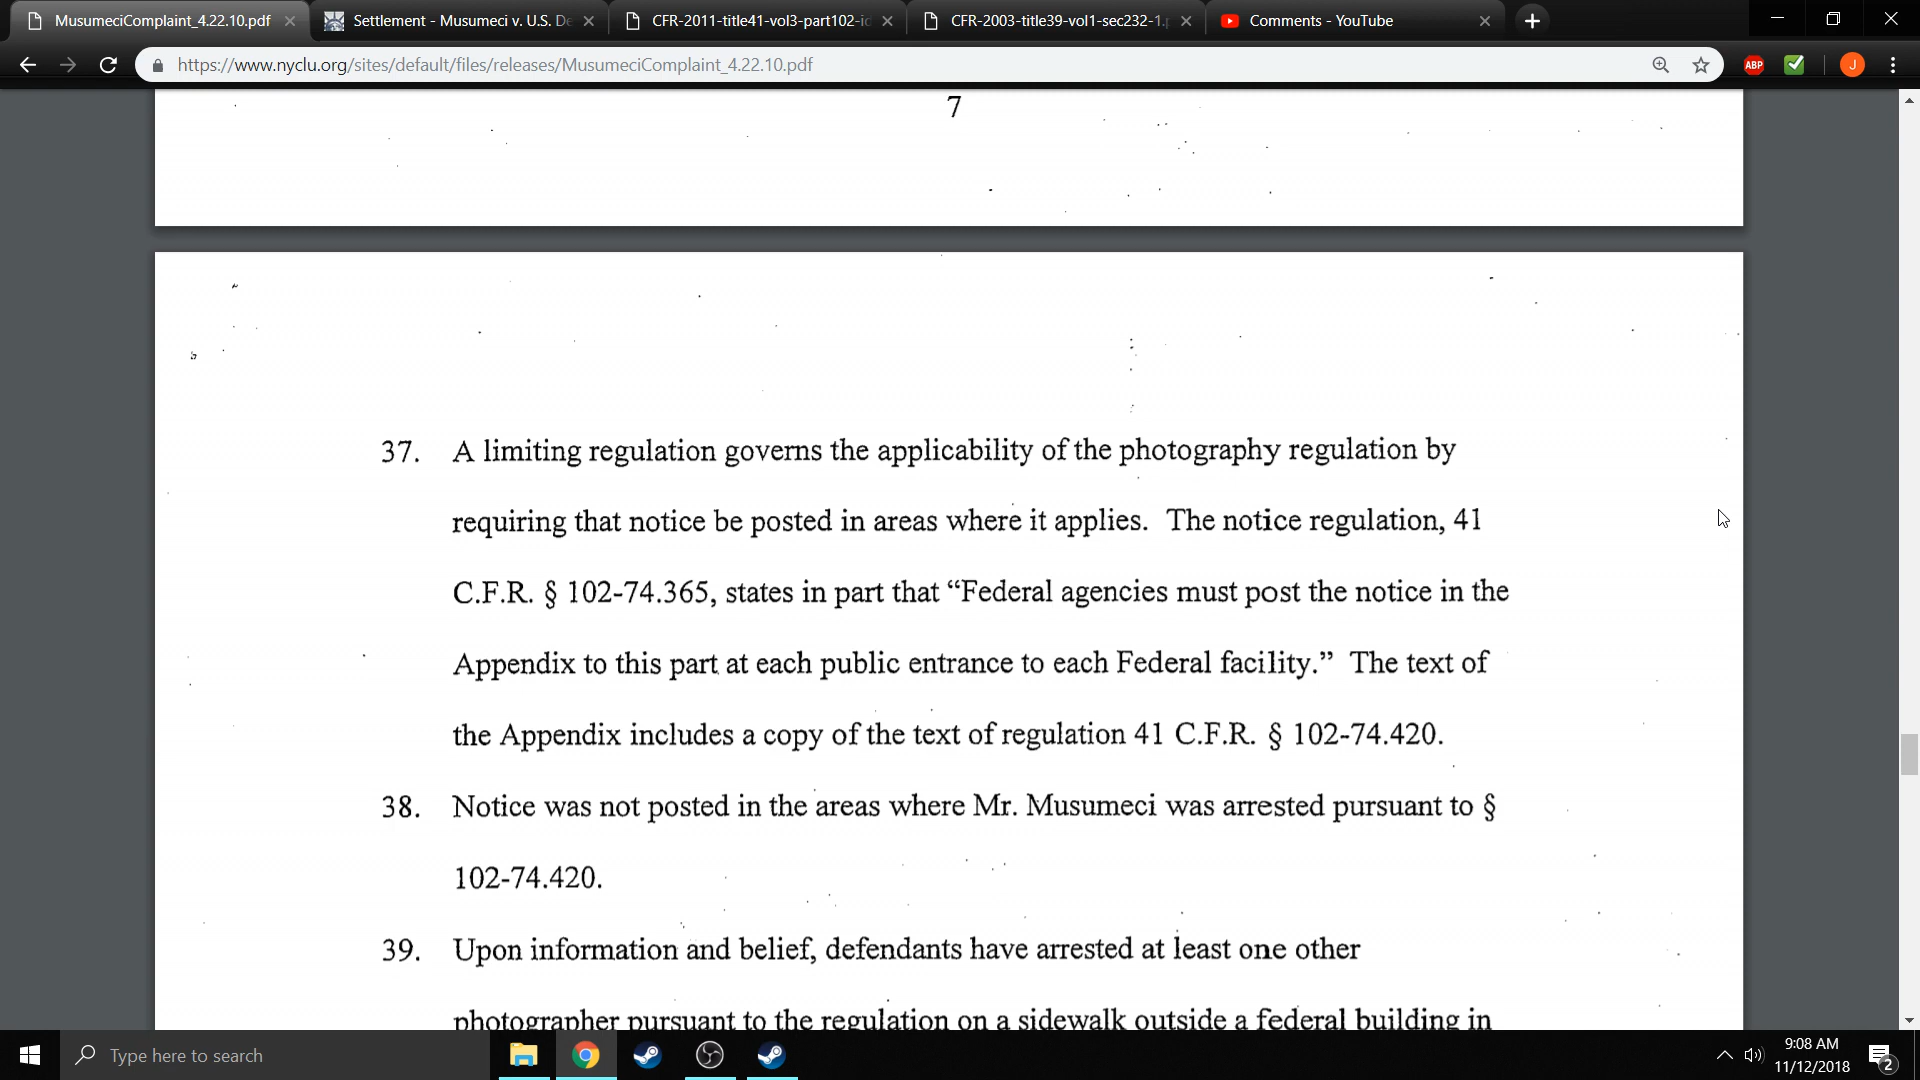 MusumeciComplaint_4.22.10.pdf
Settlement - Musumeci v. U.S. De
CFR-2011-title41-vol3-part102-id
CFR-2003-title39-vol1-sec232-1.p
Comments - YouTube
https://www.nyclu.org/sites/default/files/releases/MusumeciComplaint_4.22.10.pdf
ABP
J
7
37. A limiting regulation governs the applicability of the photography regulation by
requiring that notice be posted in areas where it applies. The notice regulation, 41
C.F.R. § 102-74.365, states in part that “Federal agencies must post the notice in the
Appendix to this part at each public entrance to each Federal facility.” The text of
the Appendix includes a copy of the text of regulation 41 C.F.R. § 102-74.420.
38. Notice was not posted in the areas where Mr. Musumeci was arrested pursuant to §
102-74.420.
39. Upon information and belief, defendants have arrested at least one other
photographer pursuant to the regulation on a sidewalk outside a federal building in
Type here to search
9:08 AM
11/12/2018
2